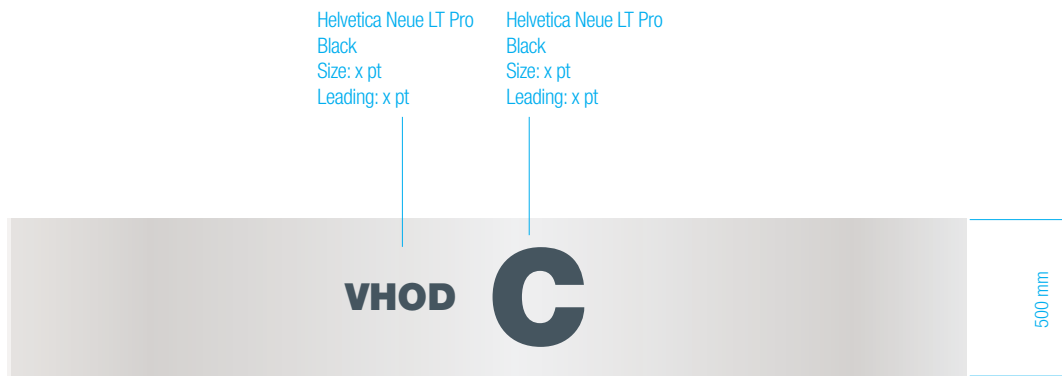 Helvetica Neue LT Pro
Black
Size: x pt
Leading: x pt
Helvetica Neue LT Pro
Black
Size: x pt
Leading: x pt
VHOD C
500 mm